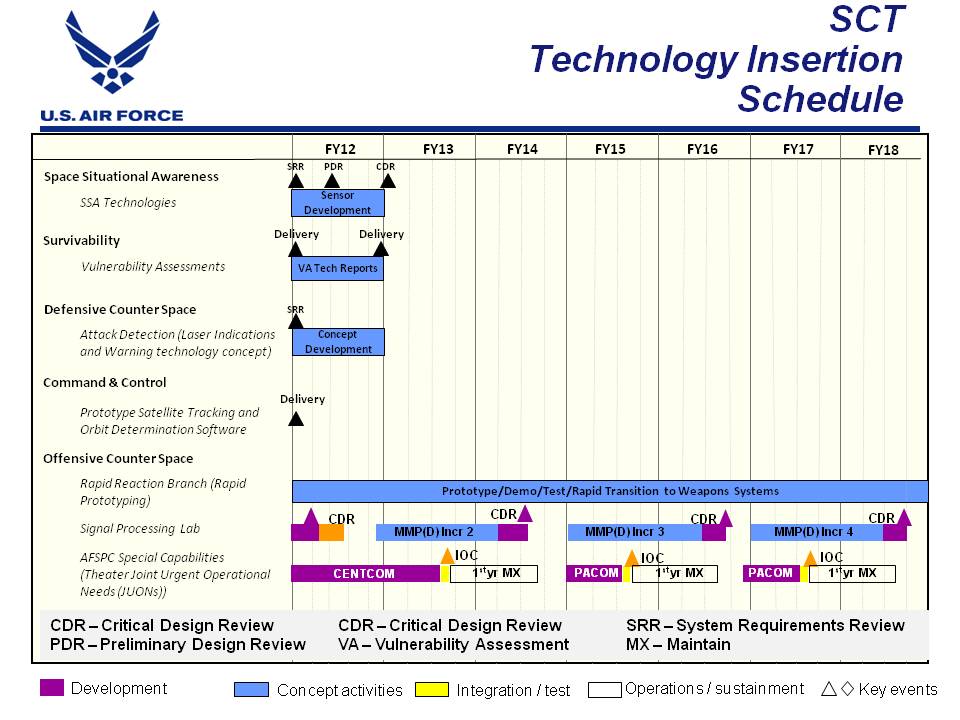 SCT
Technology Insertion
Schedule
U.S. AIR FORCE
FY12 FY13 FY14 FY15 FY16 FY17 FY18
SRR PDR CDR
Space Situational Awareness
SSA Technologies
Sensor
Development
Delivery Delivery
Survivability
Vulnerability Assessments
VA Tech Reports
Defensive Counter Space
SRR
Attack Detection (Laser Indications
and Warning technology concept)
Concept
Development
Command & Control
Delivery
Prototype Satellite Tracking and
Orbit Determination Software
Offensive Counter Space
Rapid Reaction Branch (Rapid
Prototyping)
Prototype/Demo/Test/Rapid Transition to Weapons Systems
Signal Processing Lab
CDR CDR CDR CDR
MMP(D) Incr 2 MMP(D) Incr 3 MMP(D) Incr 4
AFSPC Special Capabilities
(Theater Joint Urgent Operational
Needs (JUONs))
IOC IOC IOC
CENTCOM 1st yr MX PACOM 1st yr MX PACOM 1st yr MX
CDR – Critical Design Review CDR – Critical Design Review SRR – System Requirements Review
PDR – Preliminary Design Review VA – Vulnerability Assessment MX – Maintain
Development Concept activities Integration / test Operations / sustainment Key events